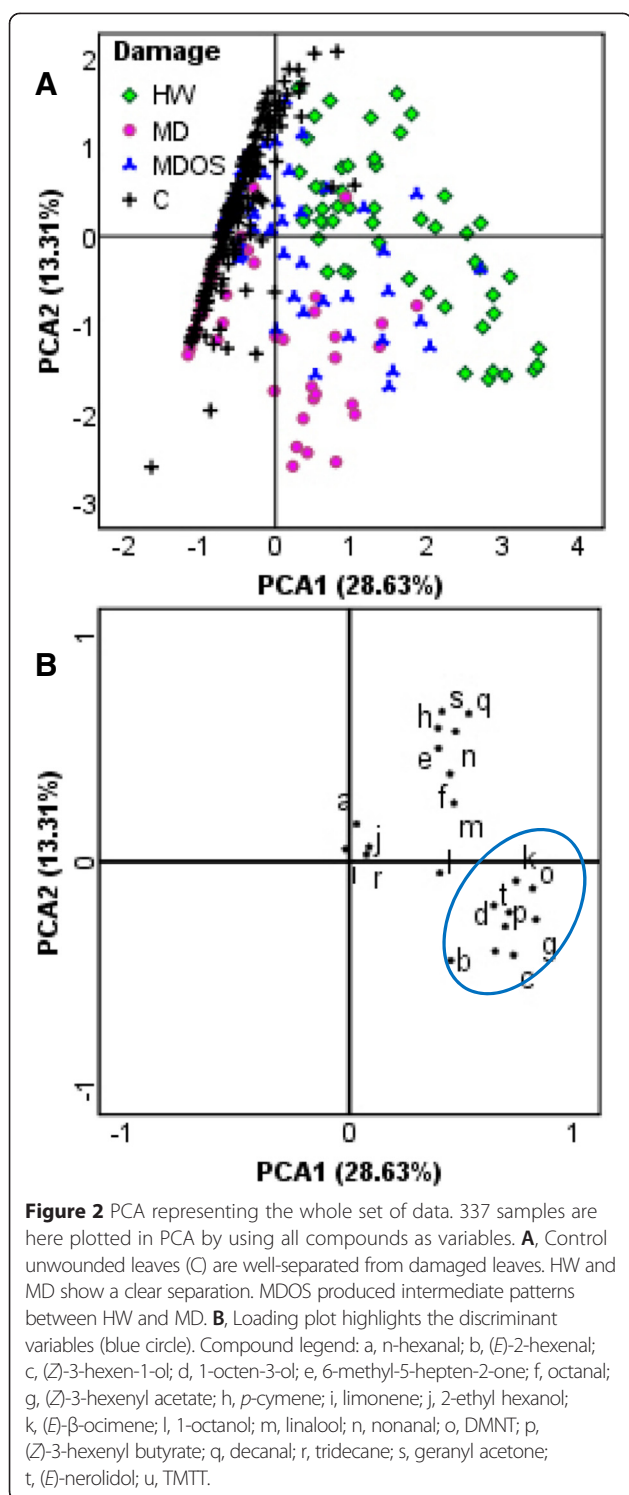 A
Damage
HW
MD
MDOS
C
2
1
0
-1
-2
-3
PCA2 (13.31%)
-2 -1 0 1 2 3 4
PCA1 (28.63%)
B
1
0
-1
PCA2 (13.31%)
s q
h
e n
f
m
a
j
r
l k
o
t
d p
b g
-1 0 1
PCA1 (28.63%)
Figure 2 PCA representing the whole set of data. 337 samples are
here plotted in PCA by using all compounds as variables. A, Control
unwounded leaves (C) are well-separated from damaged leaves. HW and
MD show a clear separation. MDOS produced intermediate patterns
between HW and MD. B, Loading plot highlights the discriminant
variables (blue circle). Compound legend: a, n-hexanal; b, (E)-2-hexenal;
c, (Z)-3-hexen-1-ol; d, 1-octen-3-ol; e, 6-methyl-5-hepten-2-one; f, octanal;
g, (Z)-3-hexenyl acetate; h, p-cymene; i, limonene; j, 2-ethyl hexanol;
k, (E)-β-ocimene; l, 1-octanol; m, linalool; n, nonanal; o, DMNT; p,
(Z)-3-hexenyl butyrate; q, decanal; r, tridecane; s, geranyl acetone;
t, (E)-nerolidol; u, TMTT.